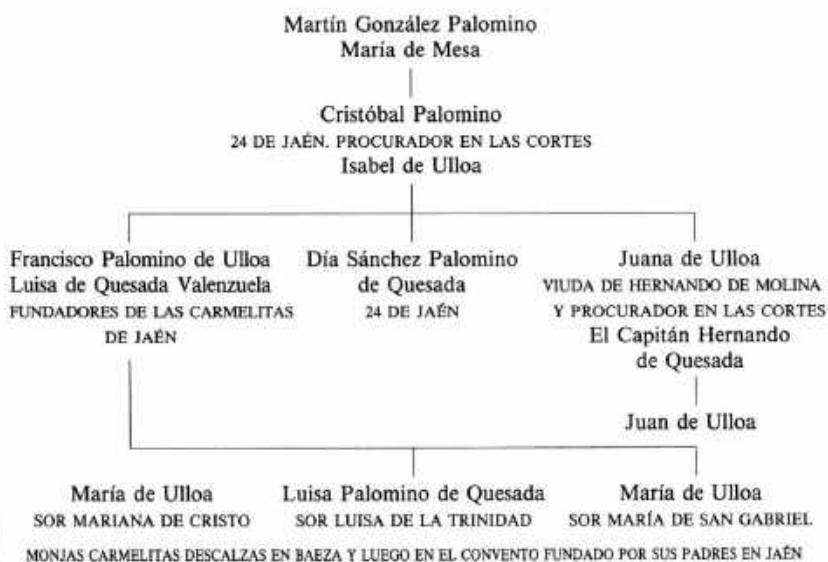 Martín González Palomino
María de Mesa
Cristóbal Palomino
24 DE JAÉN. PROCURADOR EN LAS CORTES
Isabel de Ulloa
Francisco Palomino de Ulloa
Luisa de Quesada Valenzuela
FUNDADORES DE LAS CARMELITAS
DE JAÉN
Día Sánchez Palomino
de Quesada
24 DE JAÉN
Juana de Ulloa
VIUDA DE HERNANDO DE MOLINA
Y PROCURADOR EN LAS CORTES
El Capitán Hernando
de Quesada
Juan de Ulloa
María de Ulloa
SOR MARIANA DE CRISTO
Luisa Palomino de Quesada
SOR LUISA DE LA TRINIDAD
María de Ulloa
SOR MARÍA DE SAN GABRIEL
MONJAS CARMELITAS DESCALZAS EN BAEZA Y LUEGO EN EL CONVENTO FUNDADO POR SUS PADRES EN JAÉN